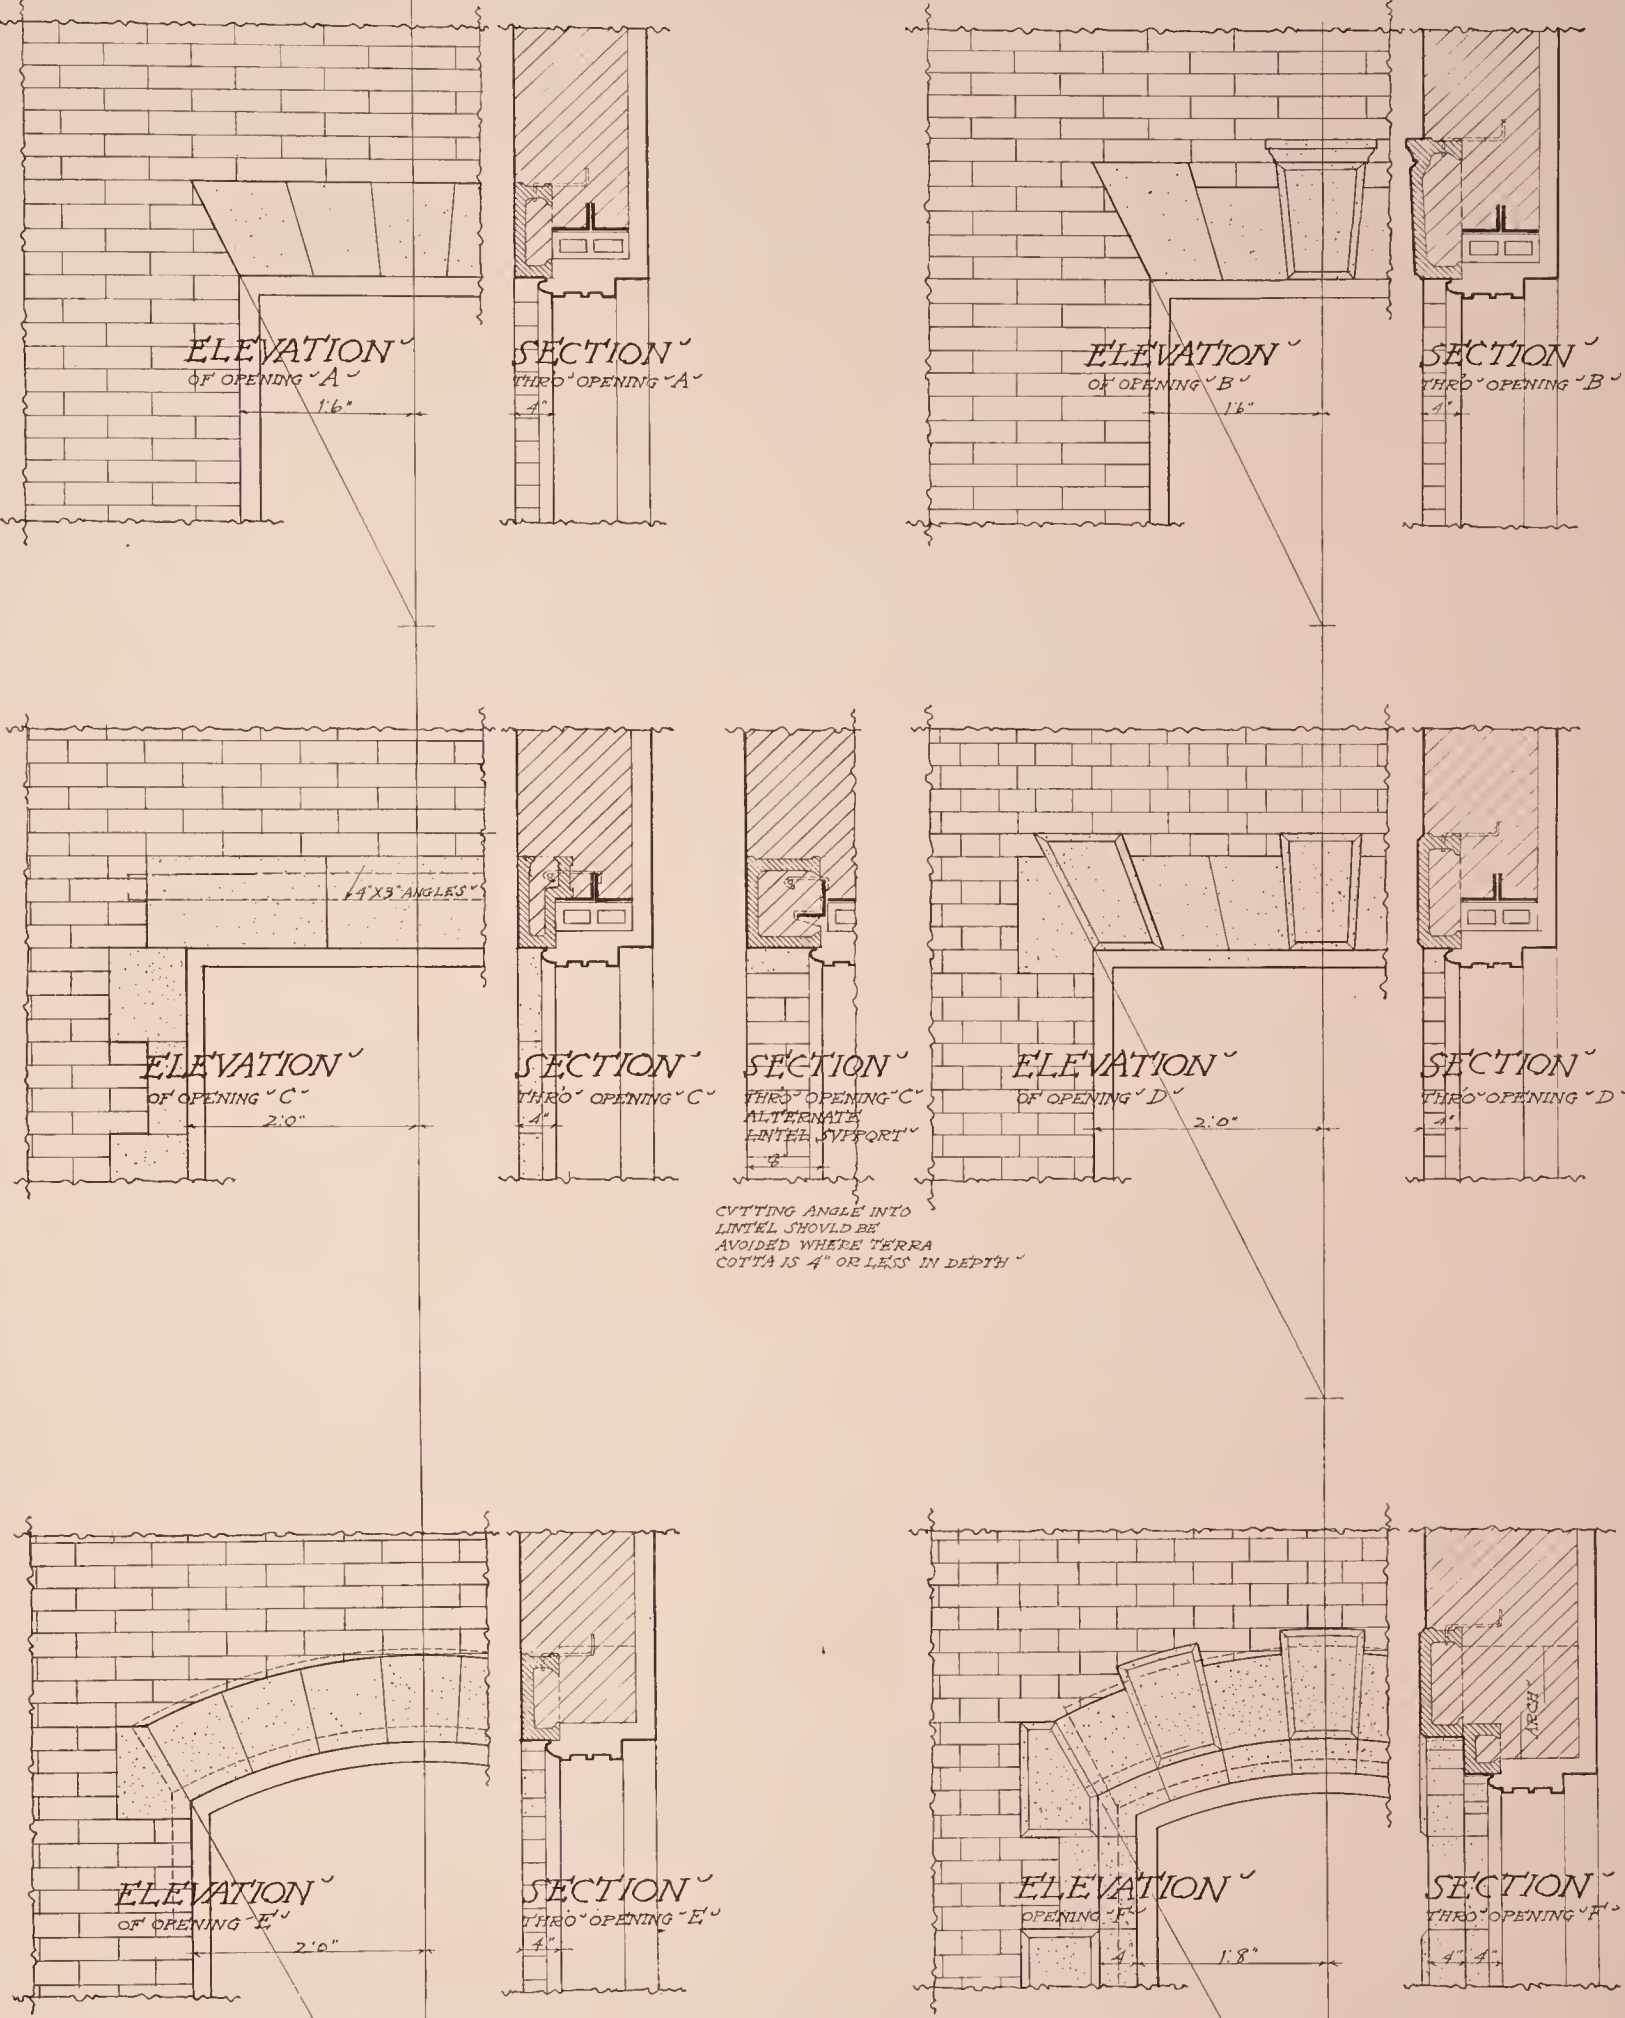 ELEVATION
OF OPENING "A"
1'6"
SECTION
THRO' OPENING "A"
4"
ELEVATION
OF OPENING "B"
1'6"
SECTION
THRO' OPENING "B"
4"
4"X3" ANGLES
ELEVATION
OF OPENING "C"
2'0"
SECTION
THRO' OPENING "C"
4"
SECTION
THRO' OPENING "C"
ALTERNATE
LINTEL SVPPORT
8"
CVTTING ANGLE INTO
LINTEL SHOVLD BE
AVOIDED WHERE TERRA
COTTA IS 4" OR LESS IN DEPTH
ELEVATION
OF OPENING "D"
2'0"
SECTION
THRO' OPENING "D"
4"
ELEVATION
OF OPENING "E"
2'0"
SECTION
THRO' OPENING "E"
4"
ELEVATION
OPENING "F"
4"
1'8"
ARCH
SECTION
THRO' OPENING "F"
4" 4"